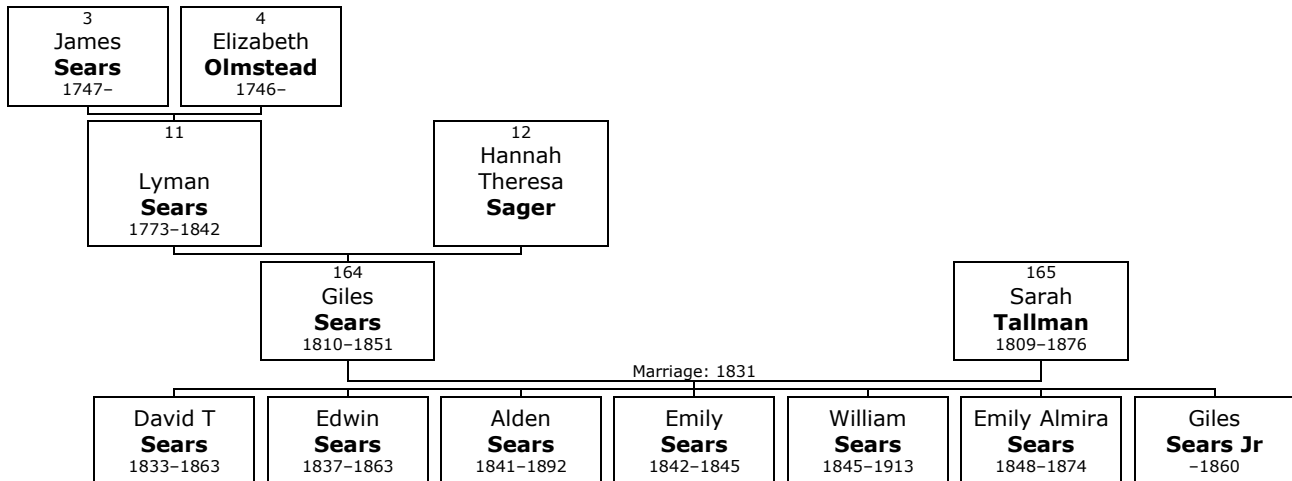 3
James
Sears
1747–
4
Elizabeth
Olmstead
1746–
11
Lyman
Sears
1773–1842
12
Hannah
Theresa
Sager
164
Giles
Sears
1810–1851
165
Sarah
Tallman
1809–1876
Marriage: 1831
David T
Sears
1833–1863
Edwin
Sears
1837–1863
Alden
Sears
1841–1892
Emily
Sears
1842–1845
William
Sears
1845–1913
Emily Almira
Sears
1848–1874
Giles
Sears Jr
–1860